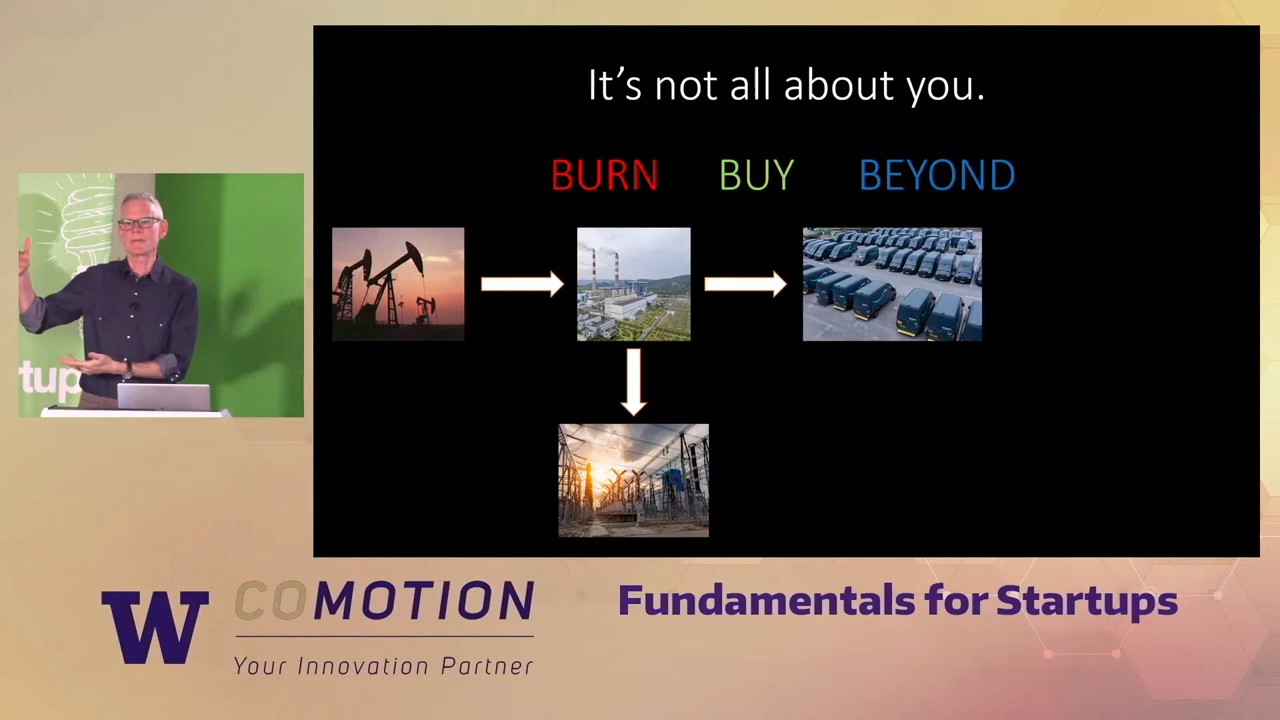 It's not all about you.
BURN BUY BEYOND
tup
W COMOTION
Your Innovation Partner
Fundamentals for Startups